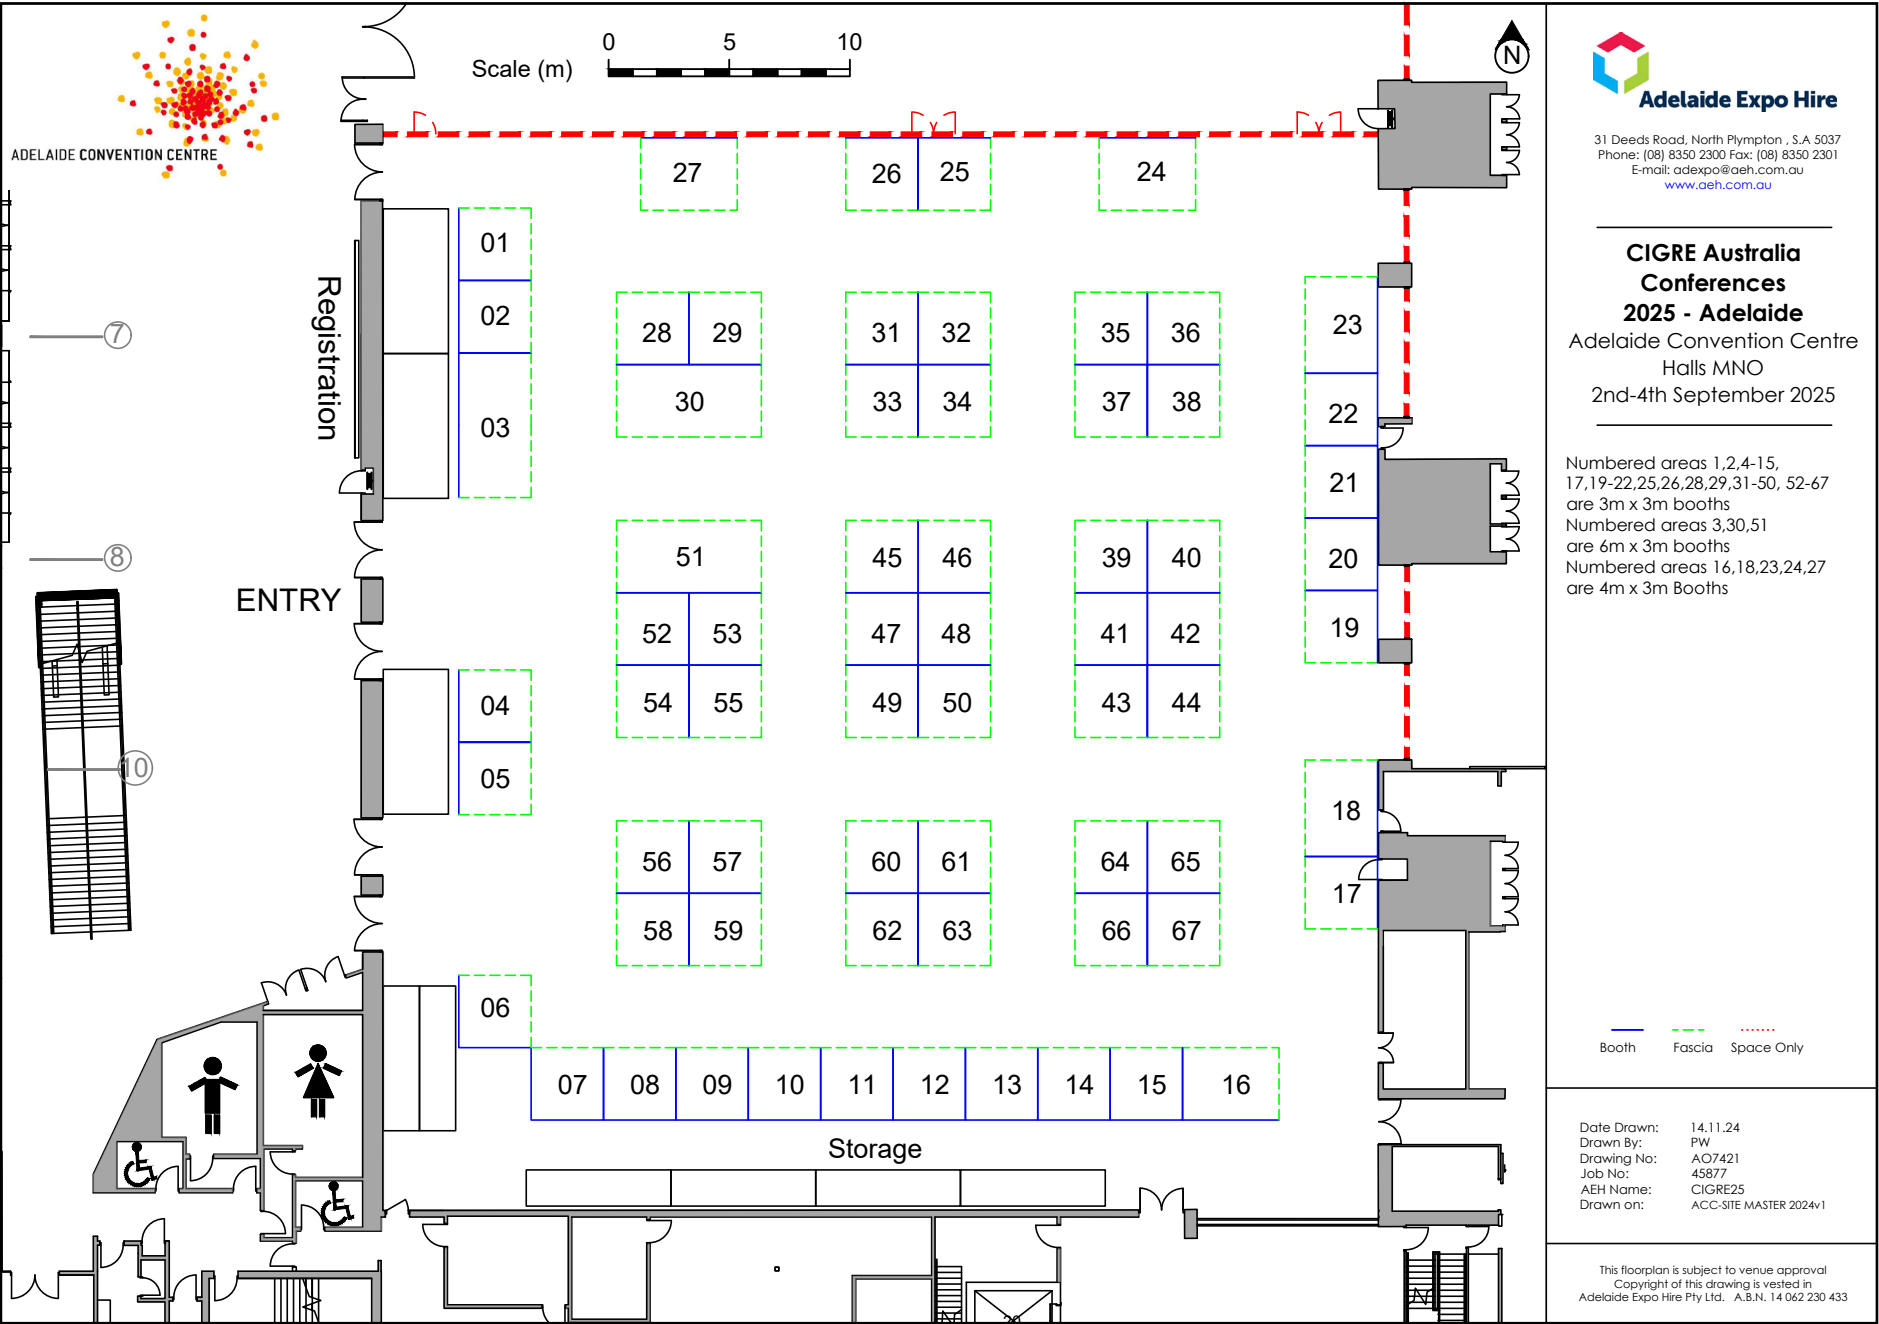 ADELAIDE CONVENTION CENTRE
Scale (m)
0 5 10
N
27 26 25 24
01
02
03
Registration
7
8
10
ENTRY
28 29
30
31 32
33 34
35 36
37 38
23
22
21
20
19
51
52 53
54 55
45 46
47 48
49 50
39 40
41 42
43 44
04
05
18
17
56 57
58 59
60 61
62 63
64 65
66 67
06
07 08 09 10 11 12 13 14 15 16
Storage
Adelaide Expo Hire
31 Deeds Road, North Plympton , S.A 5037
Phone: (08) 8350 2300 Fax: (08) 8350 2301
E-mail: adexpo@aeh.com.au
www.aeh.com.au
CIGRE Australia
Conferences
2025 - Adelaide
Adelaide Convention Centre
Halls MNO
2nd-4th September 2025
Numbered areas 1,2,4-15,
17,19-22,25,26,28,29,31-50, 52-67
are 3m x 3m booths
Numbered areas 3,30,51
are 6m x 3m booths
Numbered areas 16,18,23,24,27
are 4m x 3m Booths
Booth Fascia Space Only
Date Drawn: 14.11.24
Drawn By: PW
Drawing No: AO7421
Job No: 45877
AEH Name: CIGRE25
Drawn on: ACC-SITE MASTER 2024v1
This floorplan is subject to venue approval
Copyright of this drawing is vested in
Adelaide Expo Hire Pty Ltd. A.B.N. 14 062 230 433